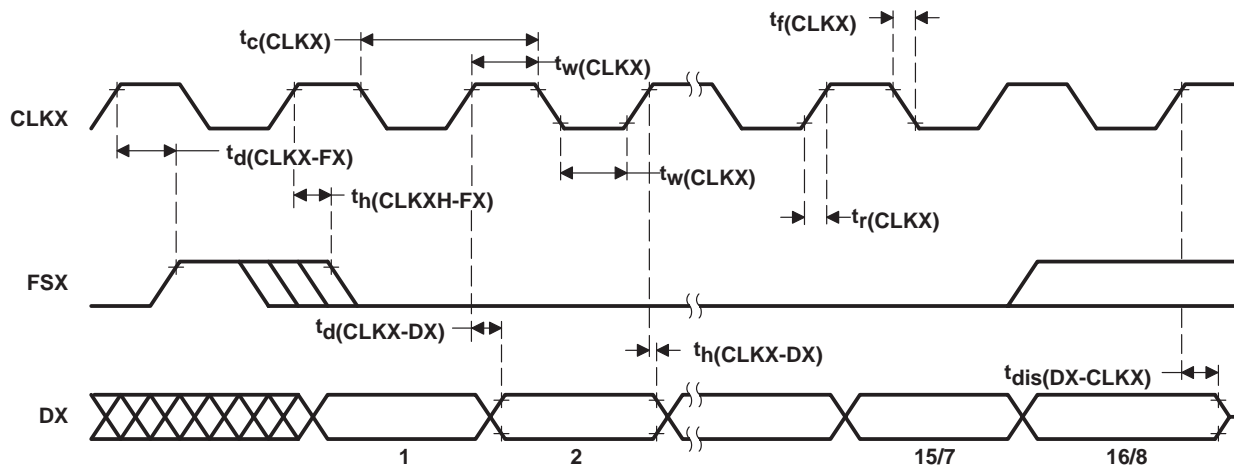 tf(CLKX)
tc(CLKX)
tw(CLKX)
CLKX
td(CLKX-FX)
tw(CLKX)
th(CLKXH-FX)
tr(CLKX)
FSX
td(CLKX-DX)
th(CLKX-DX)
tdis(DX-CLKX)
DX
1 2 15/7 16/8